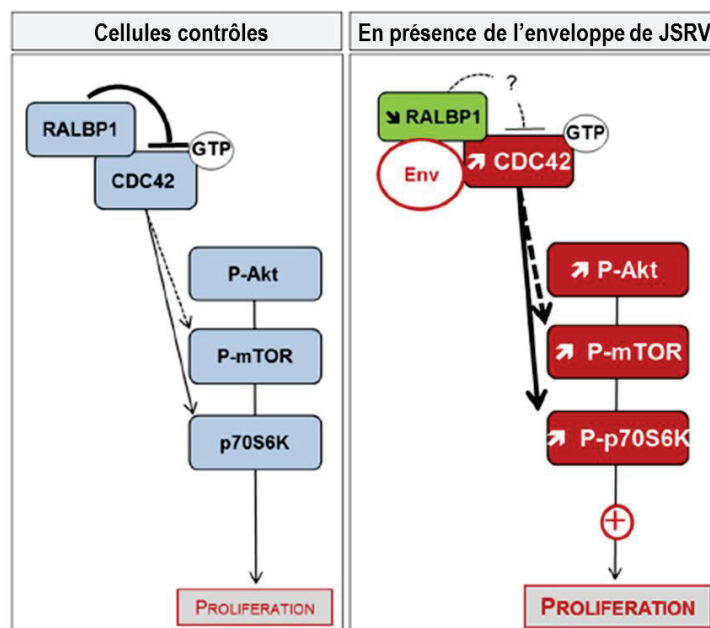 Cellules contrôles
RALBP1
GTP
CDC42
P-Akt
P-mTOR
p70S6K
PROLIFERATION
En présence de l'enveloppe de JSRV
?
↘ RALBP1
GTP
↗ CDC42
Env
↗ P-Akt
↗ P-mTOR
↗ P-p70S6K
+
PROLIFERATION